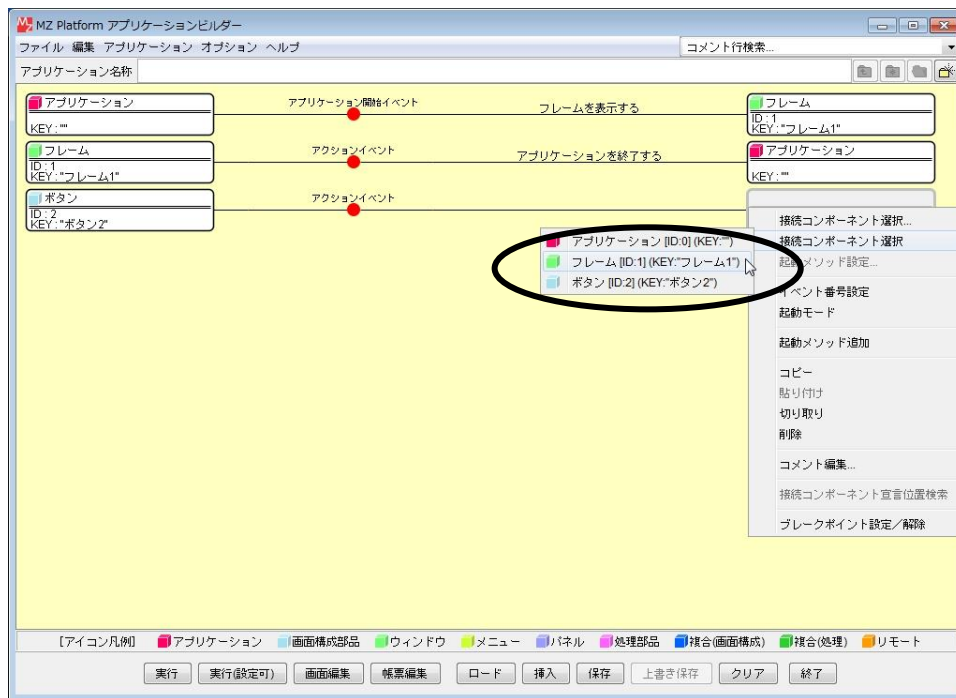 MZ Platform アプリケーションビルダー
ファイル 編集 アプリケーション オプション ヘルプ コメント行検索...
アプリケーション名称
アプリケーション アプリケーション開始イベント フレームを表示する フレーム
KEY:"" ID:1
KEY:"フレーム1"
フレーム アクションイベント アプリケーションを終了する アプリケーション
ID:1
KEY:"フレーム1" KEY:""
ボタン アクションイベント
ID:2
KEY:"ボタン2"
接続コンポーネント選択...
接続コンポーネント選択
起動メソッド設定...
イベント番号設定
起動モード
起動メソッド追加
コピー
貼り付け
切り取り
削除
コメント編集...
接続コンポーネント宣言位置検索
ブレークポイント設定／解除
アプリケーション [ID:0] (KEY:"")
フレーム [ID:1] (KEY:"フレーム1")
ボタン [ID:2] (KEY:"ボタン2")
[アイコン凡例] アプリケーション 画面構成部品 ウィンドウ メニュー パネル 処理部品 複合(画面構成) 複合(処理) リモート
実行 実行(設定可) 画面編集 帳票編集 ロード 挿入 保存 上書き保存 クリア 終了